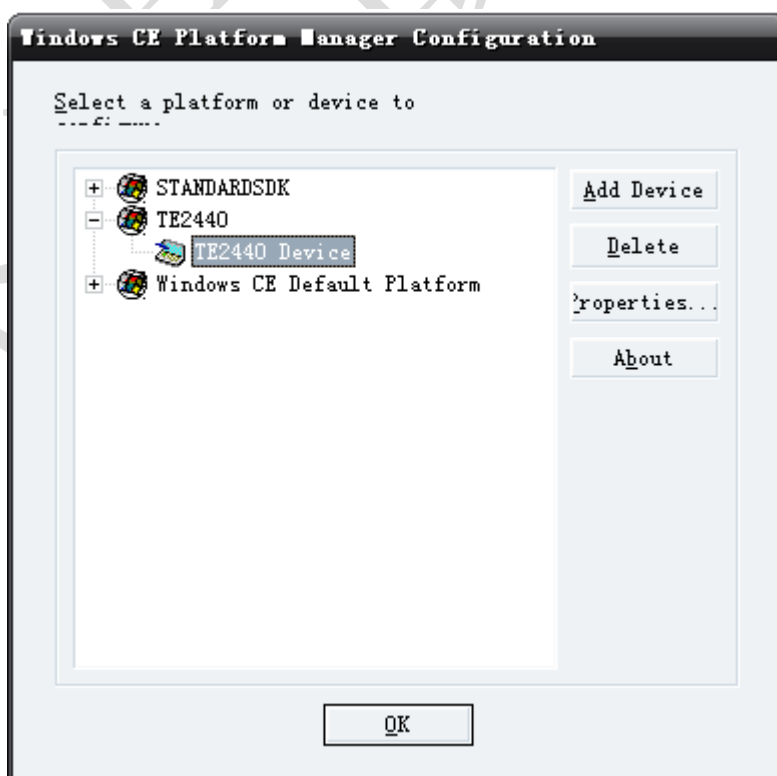 Windows CE Platform Manager Configuration
Select a platform or device to
STANDARDSDK
Add Device
TE2440
Delete
TE2440 Device
Windows CE Default Platform
Properties...
About
OK